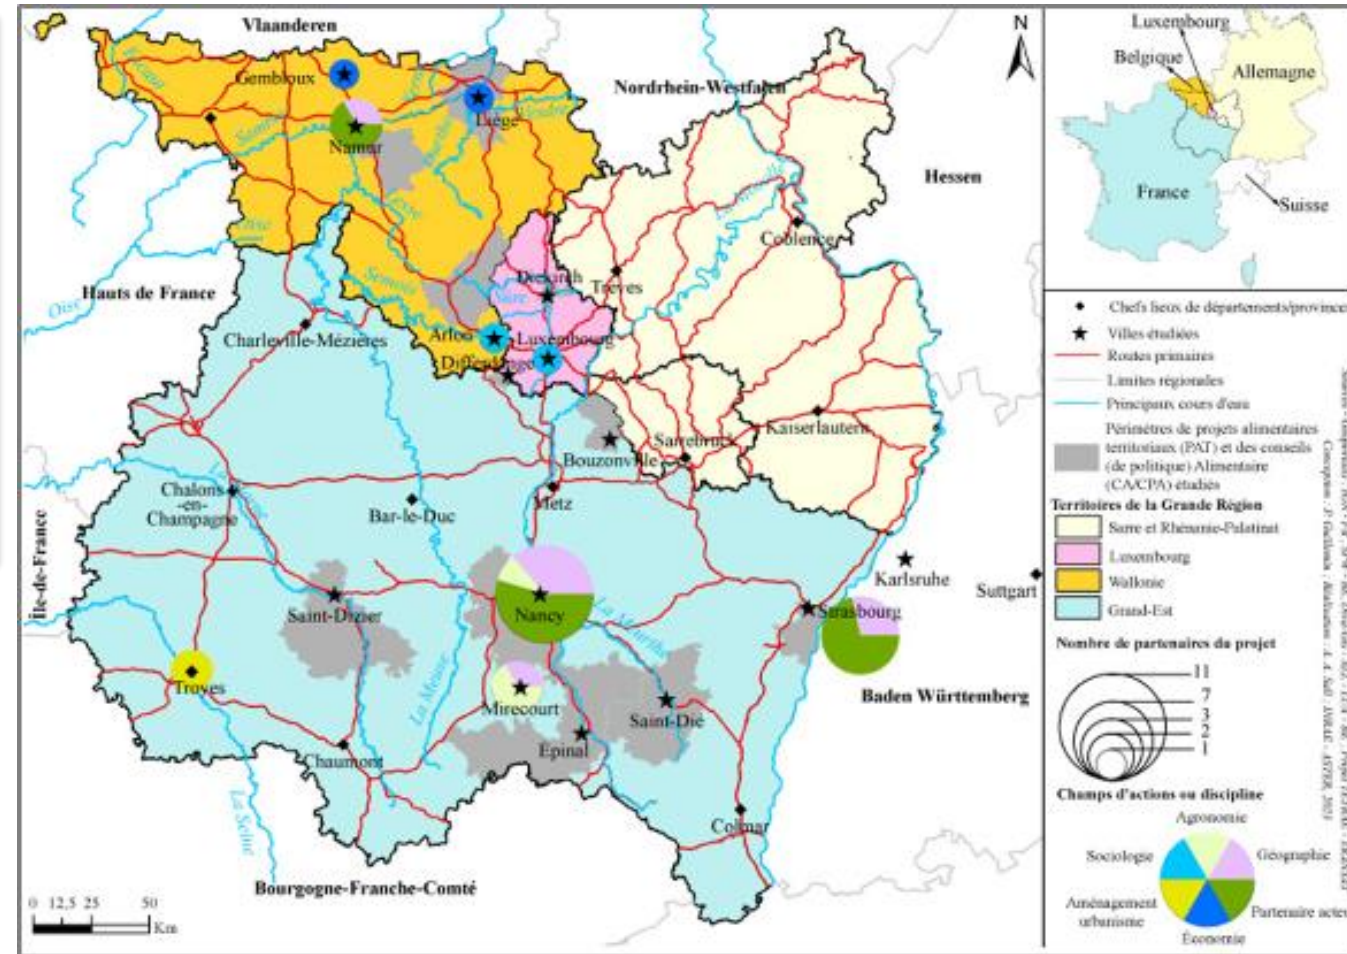 Vlaanderen
N
Luxembourg
Belgique
Allemagne
France
Suisse
Gembloux
Nordrhein-Westfalen
Liège
Namur
Sambre
Hessen
Coblence
Hauts de France
Oise
Semois
Diekirch
Sûre
Trèves
Charleville-Mézières
Arlon
Luxembourg
Differdange
Kaiserlautern
Sarrebruck
Bouzonville
Chalons
-en-
Champagne
Bar-le-Duc
Metz
Île-de-France
Karlsruhe
Suttgart
Saint-Dizier
Nancy
La Meurthe
Strasbourg
Troyes
La Meuse
Mirecourt
Saint-Dié
Baden Württemberg
Epinal
Chaumont
La Seine
Colmar
Bourgogne-Franche-Comté
0 12,5 25 50
Km
Chefs lieux de départements/province
Villes étudiées
Routes primaires
Limites régionales
Principaux cours d'eau
Périmètres de projets alimentaires
territoriaux (PAT) et des conseils
(de politique) Alimentaire
(CA/CPA) étudiés
Territoires de la Grande Région
Sarre et Rhénanie-Palatinat
Luxembourg
Wallonie
Grand-Est
Nombre de partenaires du projet
11
7
3
2
1
Champs d'actions ou discipline
Agronomie
Sociologie
Géographie
Aménagement
urbanisme
Partenaire acte
Économie